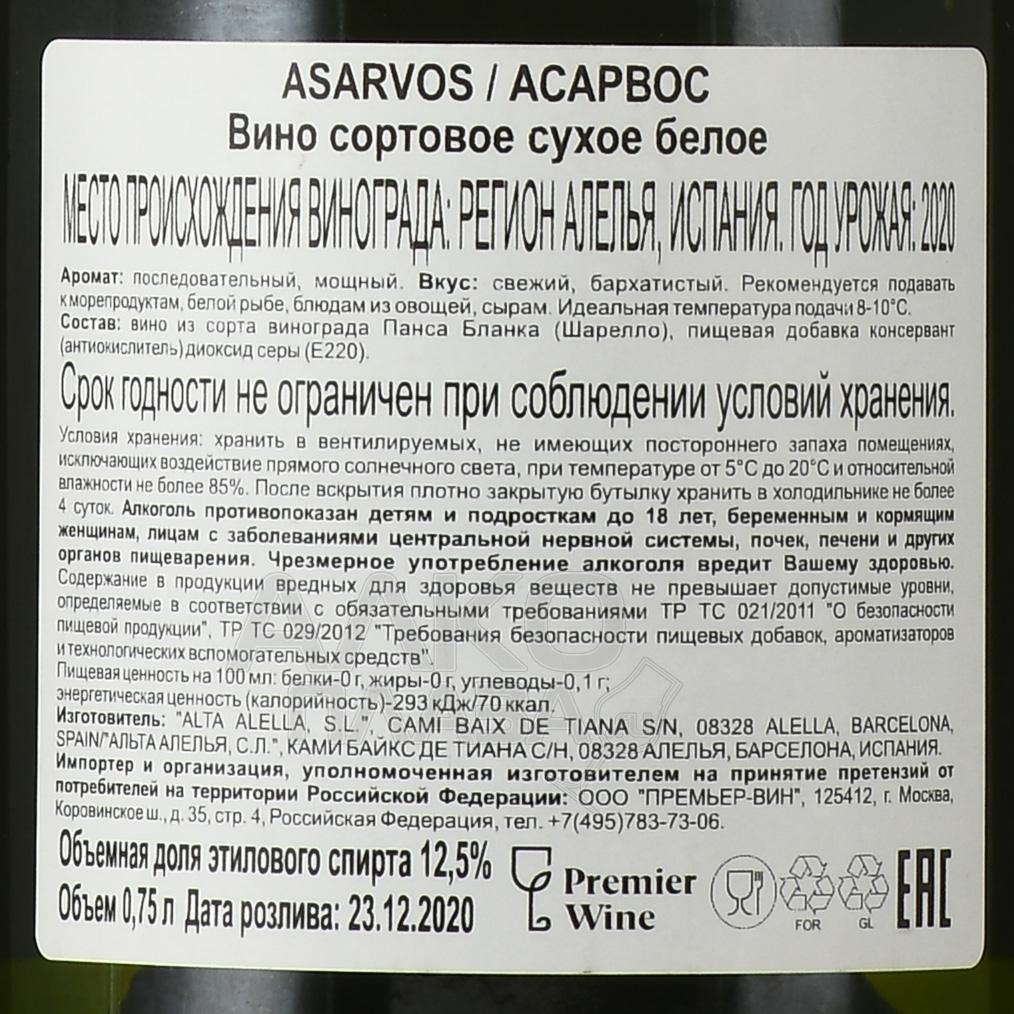 ASARVOS / АСАРВОС
Вино сортовое сухое белое
МЕСТО ПРОИСХОЖДЕНИЯ ВИНОГРАДА: РЕГИОН АЛЕЛЬЯ, ИСПАНИЯ. ГОД УРОЖАЯ: 2020
Аромат: последовательный, мощный. Вкус: свежий, бархатистый. Рекомендуется подавать
к морепродуктам, белой рыбе, блюдам из овощей, сырам. Идеальная температура подачи 8-10°С.
Состав: вино из сорта винограда Панса Бланка (Шарелло), пищевая добавка консервант
(антиокислитель) диоксид серы (Е220).
Срок годности не ограничен при соблюдении условий хранения.
Условия хранения: хранить в вентилируемых, не имеющих постороннего запаха помещениях,
исключающих воздействие прямого солнечного света, при температуре от 5°С до 20°С и относительной
влажности не более 85%. После вскрытия плотно закрытую бутылку хранить в холодильнике не более
4 суток. Алкоголь противопоказан детям и подросткам до 18 лет, беременным и кормящим
женщинам, лицам с заболеваниями центральной нервной системы, почек, печени и других
органов пищеварения. Чрезмерное употребление алкоголя вредит Вашему здоровью.
Содержание в продукции вредных для здоровья веществ не превышает допустимые уровни,
определяемые в соответствии с обязательными требованиями ТР ТС 021/2011 "О безопасности
пищевой продукции", ТР ТС 029/2012 "Требования безопасности пищевых добавок, ароматизаторов
и технологических вспомогательных средств".
Пищевая ценность на 100 мл: белки-0 г, жиры-0 г, углеводы-0,1 г;
энергетическая ценность (калорийность)-293 кДж/70 ккал.
Изготовитель: "ALTA ALELLA, S.L.", CAMI BAIX DE TIANA S/N, 08328 ALELLA, BARCELONA,
SPAIN/"АЛЬТА АЛЕЛЬЯ, С.Л.", КАМИ БАЙКС ДЕ ТИАНА С/Н, 08328 АЛЕЛЬЯ, БАРСЕЛОНА, ИСПАНИЯ.
Импортер и организация, уполномоченная изготовителем на принятие претензий от
потребителей на территории Российской Федерации: ООО "ПРЕМЬЕР-ВИН", 125412, г. Москва,
Коровинское ш., д. 35, стр. 4, Российская Федерация, тел. +7(495)783-73-06.
Объемная доля этилового спирта 12,5%
Объем 0,75 л Дата розлива: 23.12.2020
Premier
Wine
FOR
GL
ЕАС